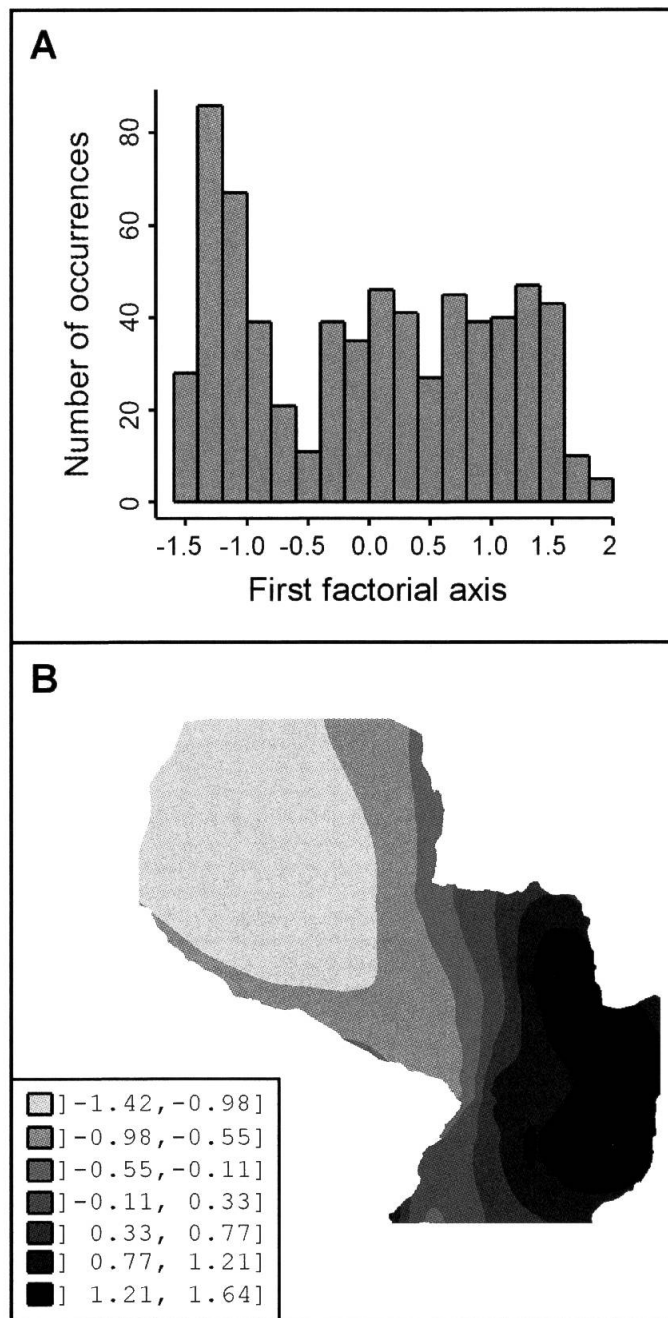 A
Number of occurrences
80
60
40
20
0
-1.5 -1.0 -0.5 0.0 0.5 1.0 1.5 2
First factorial axis
B
]-1.42,-0.98]
]-0.98,-0.55]
]-0.55,-0.11]
]-0.11, 0.33]
] 0.33, 0.77]
] 0.77, 1.21]
] 1.21, 1.64]